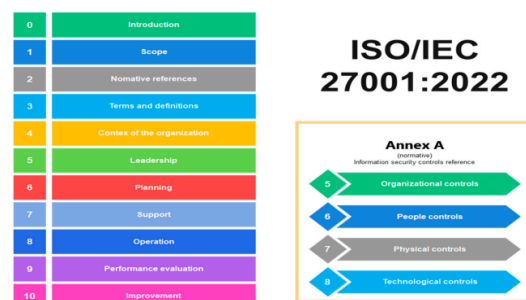 0 Introduction
1 Scope
2 Nomative references
3 Terms and definitions
4 Contex of the organization
5 Leadership
6 Planning
7 Support
8 Operation
9 Performance evaluation
10 Improvement
ISO/IEC
27001:2022
Annex A
(normative)
Information security controls reference
5 Organizational controls
6 People controls
7 Physical controls
8 Technological controls